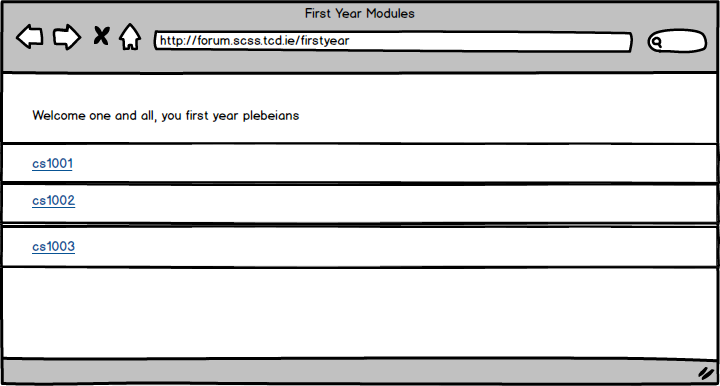 First Year Modules
http://forum.scss.tcd.ie/firstyear
Welcome one and all, you first year plebeians
cs1001
cs1002
cs1003